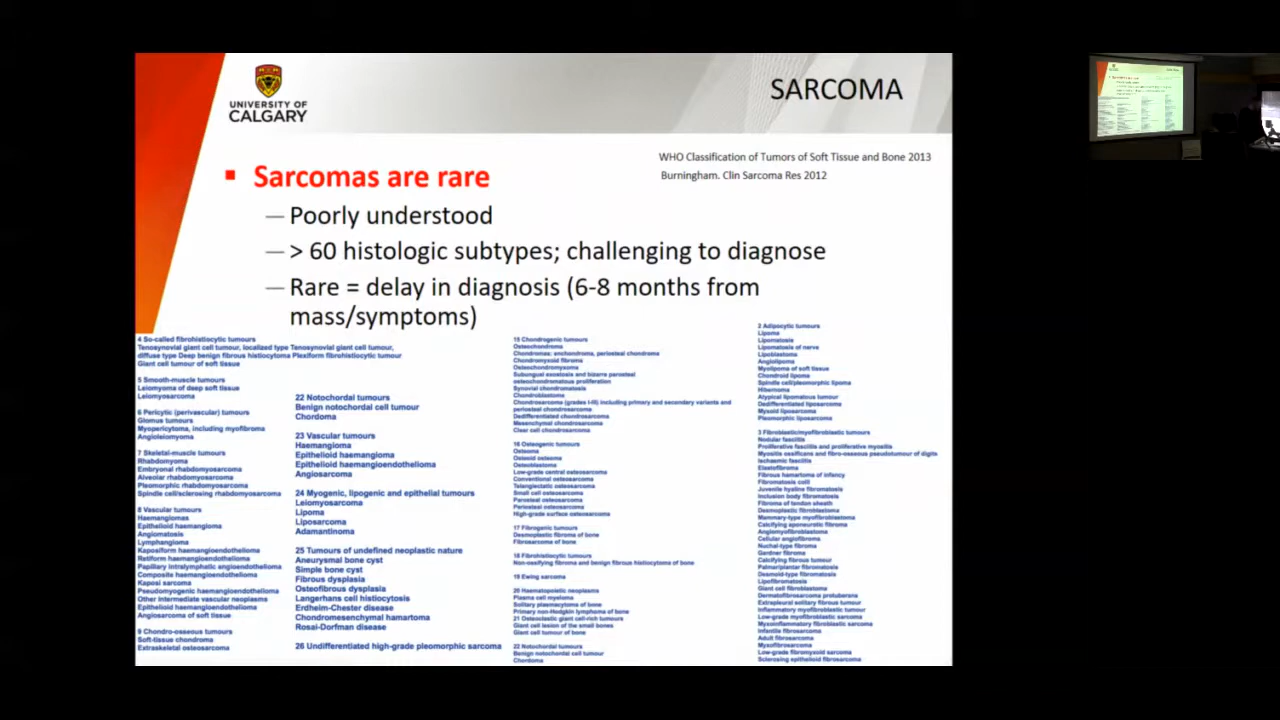 UNIVERSITY OF
CALGARY
SARCOMA
WHO Classification of Tumors of Soft Tissue and Bone 2013
Burningham. Clin Sarcoma Res 2012
Sarcomas are rare
— Poorly understood
— > 60 histologic subtypes; challenging to diagnose
— Rare = delay in diagnosis (6-8 months from
mass/symptoms)
4 So-called fibrohistiocytic tumours
Tenosynovial giant cell tumour, localized type Tenosynovial giant cell tumour,
diffuse type Deep benign fibrous histiocytoma Plexiform fibrohistiocytic tumour
Giant cell tumour of soft tissue
5 Smooth-muscle tumours
Leiomyoma of deep soft tissue
Leiomyosarcoma
6 Pericytic (perivascular) tumours
Glomus tumours
Myopericytoma, including myofibroma
Angioleiomyoma
7 Skeletal-muscle tumours
Rhabdomyoma
Embryonal rhabdomyosarcoma
Alveolar rhabdomyosarcoma
Pleomorphic rhabdomyosarcoma
Spindle cell/sclerosing rhabdomyosarcoma
8 Vascular tumours
Haemangiomas
Epithelioid haemangioma
Angiomatosis
Lymphangioma
Kaposiform haemangioendothelioma
Retiform haemangioendothelioma
Papillary intralymphatic angioendothelioma
Composite haemangioendothelioma
Kaposi sarcoma
Pseudomyogenic haemangioendothelioma
Other intermediate vascular neoplasms
Epithelioid haemangioendothelioma
Angiosarcoma of soft tissue
9 Chondro-osseous tumours
Soft-tissue chondroma
Extraskeletal osteosarcoma
22 Notochordal tumours
Benign notochordal cell tumour
Chordoma
23 Vascular tumours
Haemangioma
Epithelioid haemangioma
Epithelioid haemangioendothelioma
Angiosarcoma
24 Myogenic, lipogenic and epithelial tumours
Leiomyosarcoma
Lipoma
Liposarcoma
Adamantinoma
25 Tumours of undefined neoplastic nature
Aneurysmal bone cyst
Simple bone cyst
Fibrous dysplasia
Osteofibrous dysplasia
Langerhans cell histiocytosis
Erdheim-Chester disease
Chondromesenchymal hamartoma
Rosai-Dorfman disease
26 Undifferentiated high-grade pleomorphic sarcoma
15 Chondrogenic tumours
Osteochondroma
Chondromas: enchondroma, periosteal chondroma
Chondromyxoid fibroma
Osteochondromyxoma
Subungual exostosis and bizarre parosteal
osteochondromatous proliferation
Synovial chondromatosis
Chondroblastoma
Chondrosarcoma (grades I-III) including primary and secondary variants and
periosteal chondrosarcoma
Dedifferentiated chondrosarcoma
Mesenchymal chondrosarcoma
Clear cell chondrosarcoma
16 Osteogenic tumours
Osteoma
Osteoid osteoma
Osteoblastoma
Low-grade central osteosarcoma
Conventional osteosarcoma
Telangiectatic osteosarcoma
Small cell osteosarcoma
Parosteal osteosarcoma
Periosteal osteosarcoma
High-grade surface osteosarcoma
17 Fibrogenic tumours
Desmoplastic fibroma of bone
Fibrosarcoma of bone
18 Fibrohistiocytic tumours
Non-ossifying fibroma and benign fibrous histiocytoma of bone
19 Ewing sarcoma
20 Haematopoietic neoplasms
Plasma cell myeloma
Solitary plasmacytoma of bone
Primary non-Hodgkin lymphoma of bone
21 Osteoclastic giant cell-rich tumours
Giant cell lesion of the small bones
Giant cell tumour of bone
22 Notochordal tumours
Benign notochordal cell tumour
Chordoma
2 Adipocytic tumours
Lipoma
Lipomatosis
Lipomatosis of nerve
Lipoblastoma
Angiolipoma
Myolipoma of soft tissue
Chondroid lipoma
Spindle cell/pleomorphic lipoma
Hibernoma
Atypical lipomatous tumour
Dedifferentiated liposarcoma
Myxoid liposarcoma
Pleomorphic liposarcoma
3 Fibroblastic/myofibroblastic tumours
Nodular fasciitis
Proliferative fasciitis and proliferative myositis
Myositis ossificans and fibro-osseous pseudotumour of digits
Ischaemic fasciitis
Elastofibroma
Fibrous hamartoma of infancy
Fibromatosis colli
Juvenile hyaline fibromatosis
Inclusion body fibromatosis
Fibroma of tendon sheath
Desmoplastic fibroblastoma
Mammary-type myofibroblastoma
Calcifying aponeurotic fibroma
Angiomyofibroblastoma
Cellular angiofibroma
Nuchal-type fibroma
Gardner fibroma
Calcifying fibrous tumour
Palmar/plantar fibromatosis
Desmoid-type fibromatosis
Lipofibromatosis
Giant cell fibroblastoma
Dermatofibrosarcoma protuberans
Extrapleural solitary fibrous tumour
Inflammatory myofibroblastic tumour
Low-grade myofibroblastic sarcoma
Myxoinflammatory fibroblastic sarcoma
Infantile fibrosarcoma
Adult fibrosarcoma
Myxofibrosarcoma
Low-grade fibromyxoid sarcoma
Sclerosing epithelioid fibrosarcoma